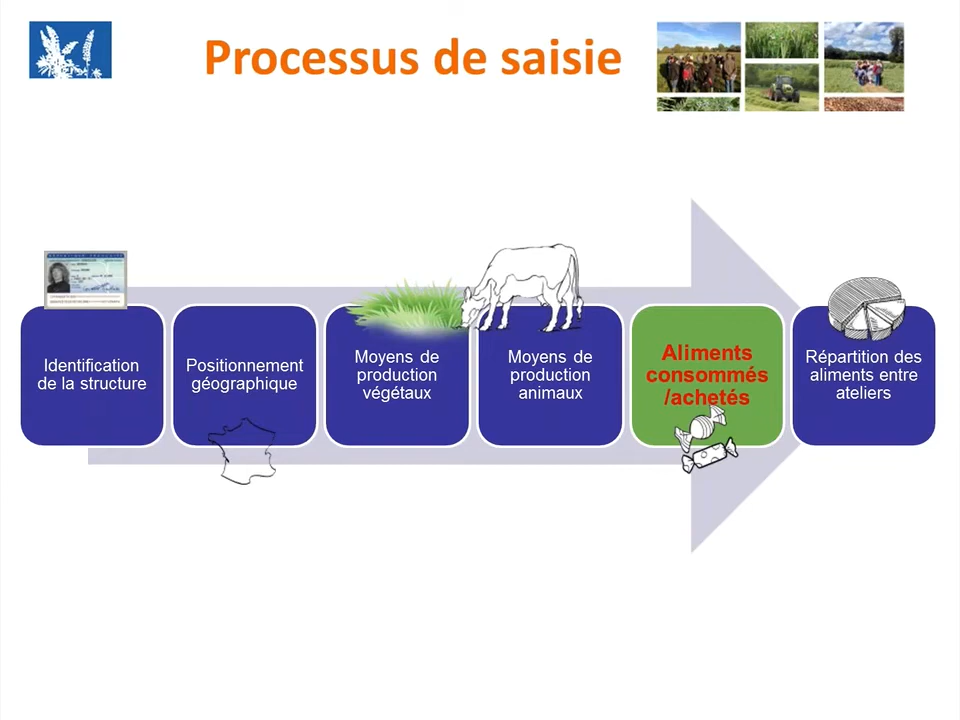 Processus de saisie
Identification
de la structure
Positionnement
géographique
Moyens de
production
végétaux
Moyens de
production
animaux
Aliments
consommés
/achetés
Répartition des
aliments entre
ateliers